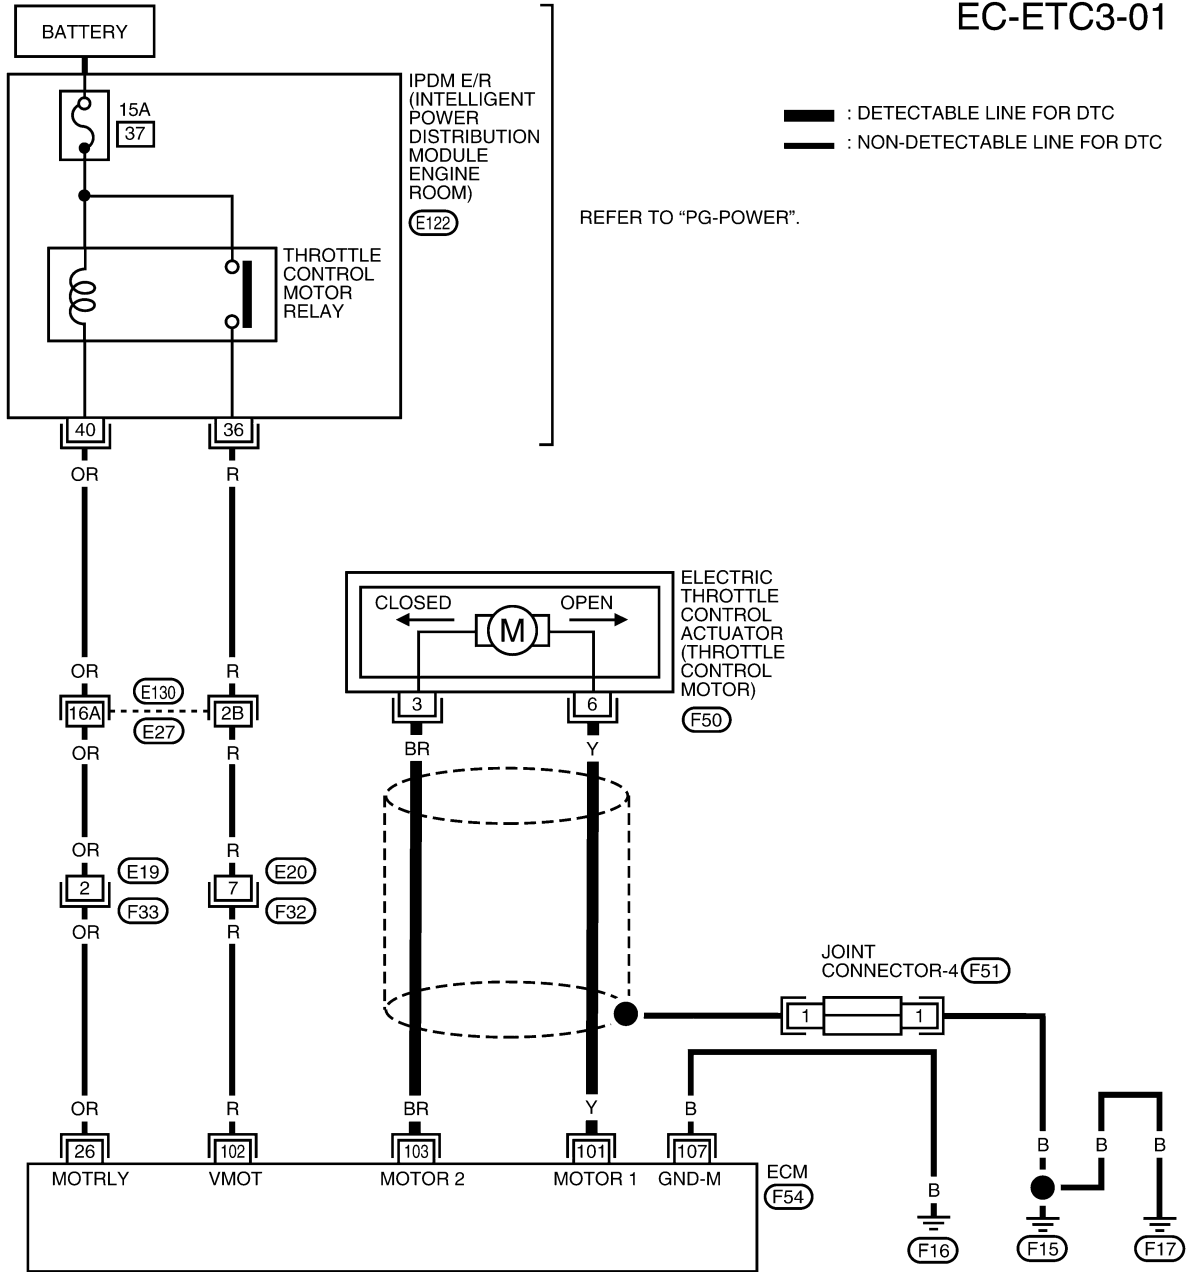 EC-ETC3-01
BATTERY
IPDM E/R
(INTELLIGENT
POWER
DISTRIBUTION
MODULE
ENGINE
ROOM)
E122
15A
37
: DETECTABLE LINE FOR DTC
: NON-DETECTABLE LINE FOR DTC
REFER TO “PG-POWER”.
THROTTLE
CONTROL
MOTOR
RELAY
40
36
OR
R
ELECTRIC
THROTTLE
CONTROL
ACTUATOR
(THROTTLE
CONTROL
MOTOR)
F50
CLOSED
OPEN
M
3
6
OR
R
16A
E130
E27
2B
OR
R
BR
Y
OR
R
2
E19
F33
7
E20
F32
OR
R
JOINT
CONNECTOR-4
F51
1
1
OR
R
BR
Y
B
26
102
103
101
107
MOTRLY
VMOT
MOTOR 2
MOTOR 1
GND-M
ECM
F54
B
B
B
B
F16
F15
F17